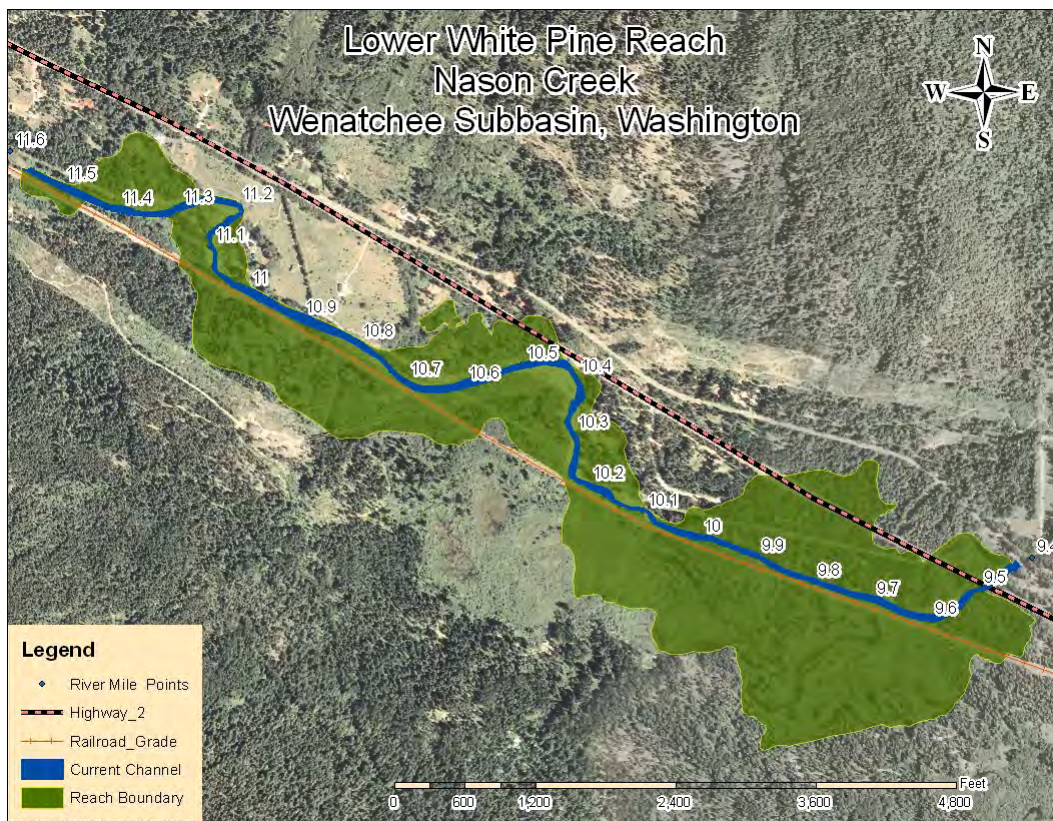 Lower White Pine Reach
Nason Creek
Wenatchee Subbasin, Washington
N
W E
S
11.6
11.5
11.4
11.3
11.2
11.1
11
10.9
10.8
10.7
10.6
10.5
10.4
10.3
10.2
10.1
10
9.9
9.8
9.7
9.6
9.5
9.4
Legend
River Mile Points
Highway_2
Railroad_Grade
Current Channel
Reach Boundary
Feet
0 600 1,200 2,400 3,600 4,800